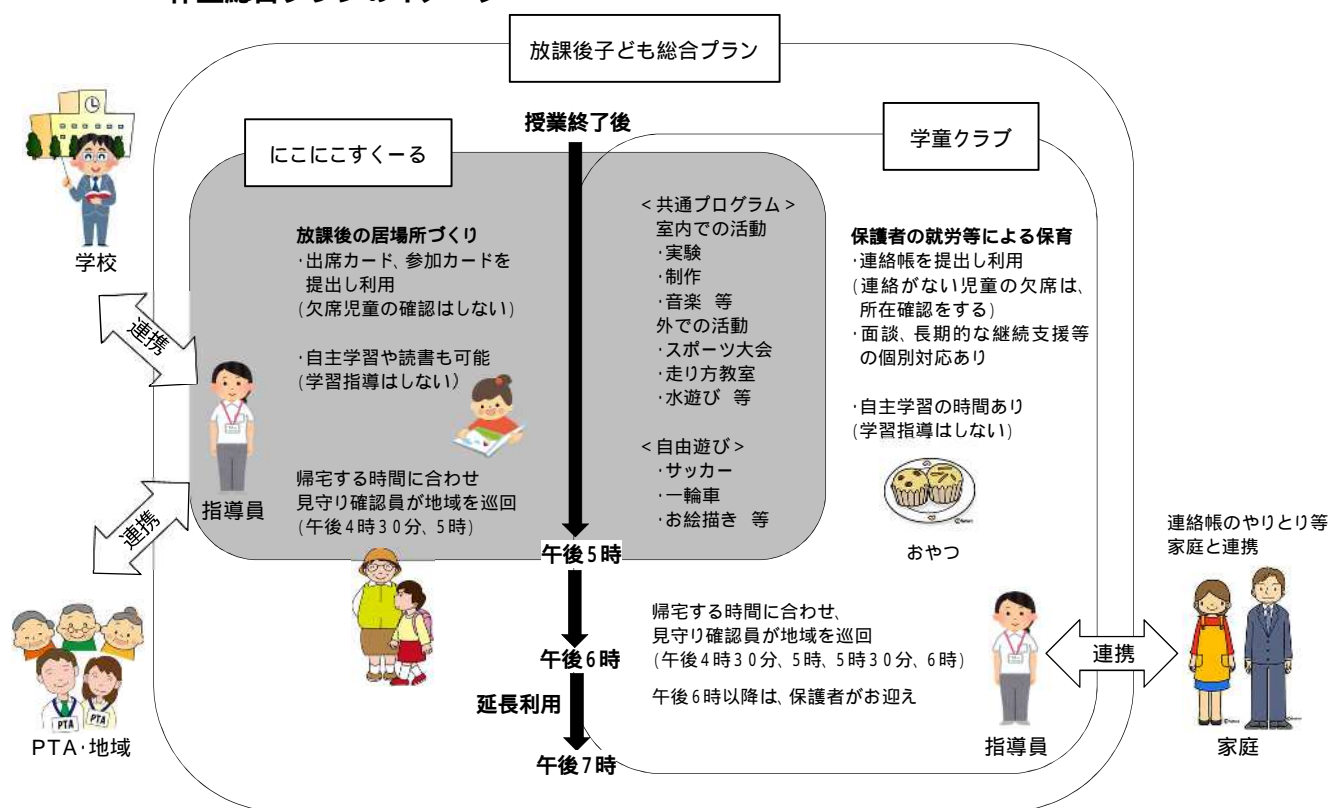 放課後子ども総合プラン
授業終了後
にこにこすくーる
学童クラブ
学校
連携
放課後の居場所づくり
･出席カード、参加カードを
提出し利用
(欠席児童の確認はしない)
･自主学習や読書も可能
(学習指導はしない)
指導員
帰宅する時間に合わせ
見守り確認員が地域を巡回
(午後4時30分、5時)
連携
PTA･地域
PTA
PTA
<共通プログラム>
室内での活動
･実験
･制作
･音楽 等
外での活動
･スポーツ大会
･走り方教室
･水遊び 等
<自由遊び>
･サッカー
･一輪車
･お絵描き 等
保護者の就労等による保育
･連絡帳を提出し利用
(連絡がない児童の欠席は、
所在確認をする)
･面談、長期的な継続支援等
の個別対応あり
･自主学習の時間あり
(学習指導はしない)
おやつ
午後5時
午後6時
延長利用
午後7時
帰宅する時間に合わせ、
見守り確認員が地域を巡回
(午後4時30分、5時、5時30分、6時)
午後6時以降は、保護者がお迎え
指導員
連携
連絡帳のやりとり等
家庭と連携
家庭